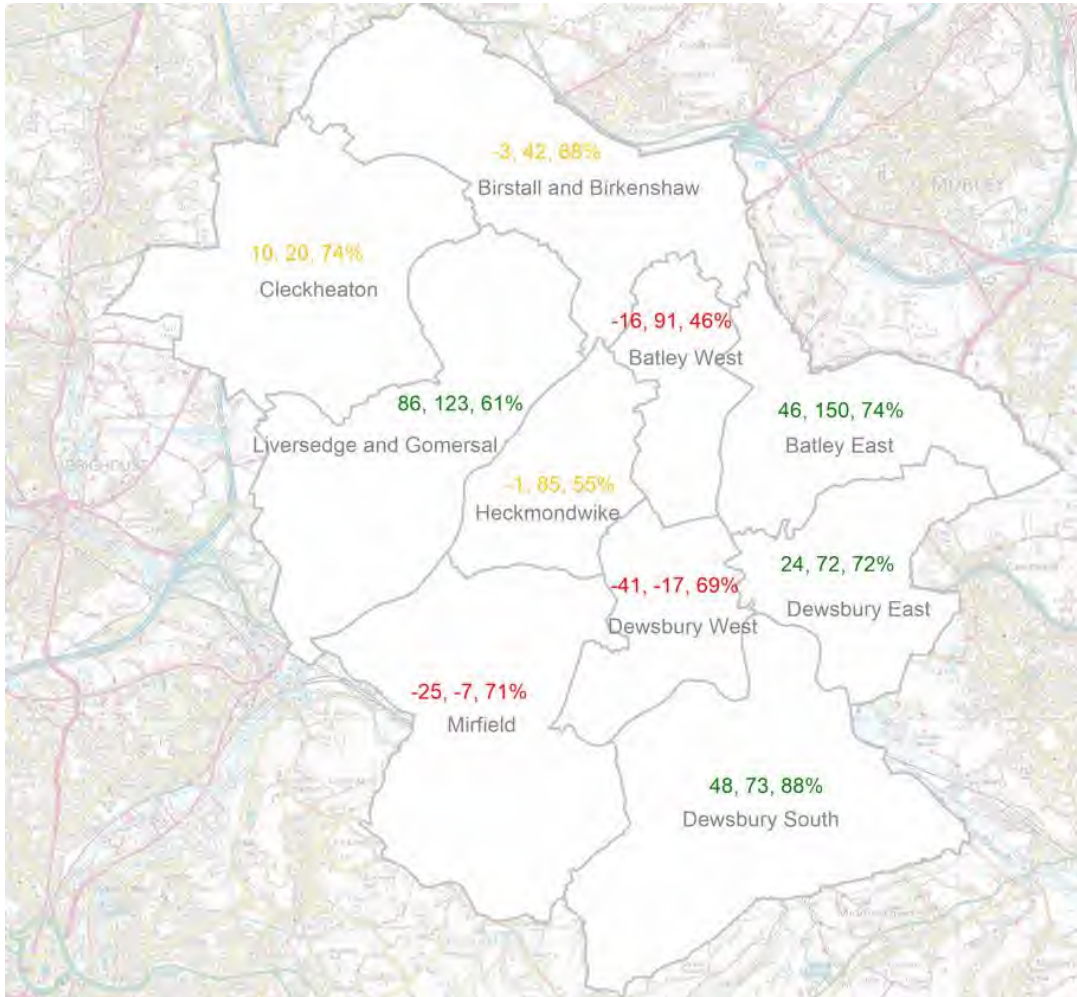 -3, 42, 68%
Birstall and Birkenshaw
MORLEY
10, 20, 74%
Cleckheaton
-16, 91, 46%
Batley West
86, 123, 61%
Liversedge and Gomersal
46, 150, 74%
Batley East
-1, 85, 55%
Heckmondwike
24, 72, 72%
Dewsbury East
-41, -17, 69%
Dewsbury West
-25, -7, 71%
Mirfield
48, 73, 88%
Dewsbury South